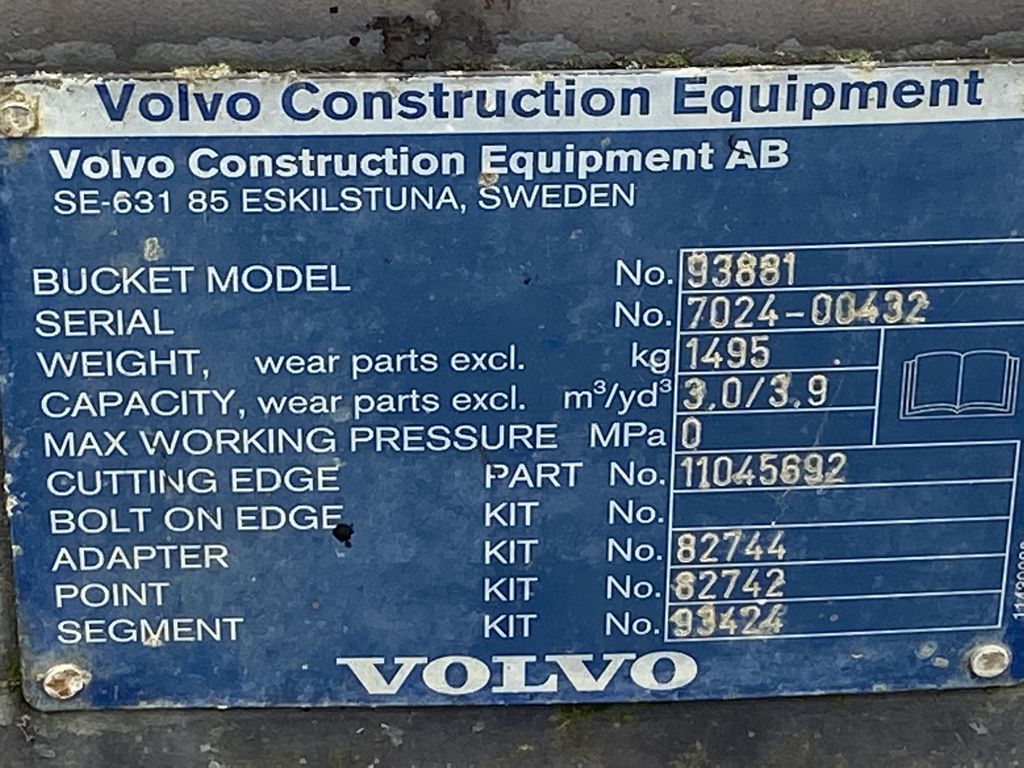 Volvo Construction Equipment
Volvo Construction Equipment AB
SE-631 85 ESKILSTUNA, SWEDEN
BUCKET MODEL No. 93881
SERIAL No. 7024-00432
WEIGHT, wear parts excl. kg 1495
CAPACITY, wear parts excl. m³/yd³ 3.0/3.9
MAX WORKING PRESSURE MPa 0
CUTTING EDGE PART No. 11045692
BOLT ON EDGE KIT No.
ADAPTER KIT No. 82744
POINT KIT No. 82742
SEGMENT KIT No. 93424
VOLVO